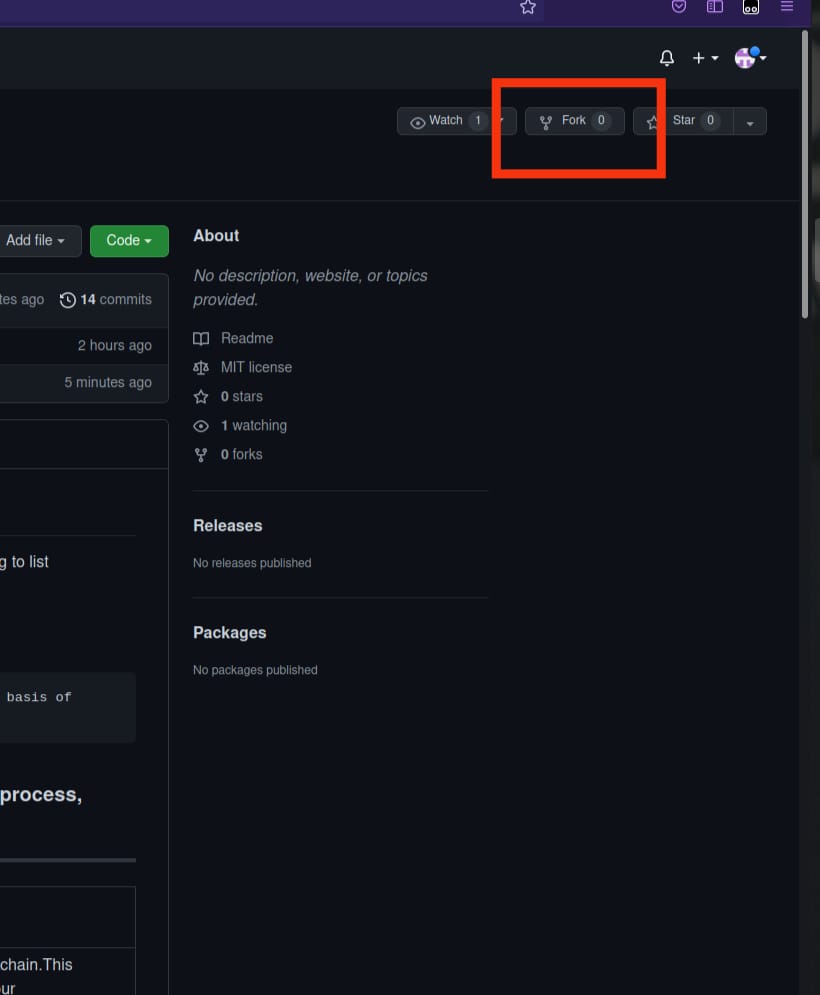 Watch 1
Fork 0
Star 0
Add file
Code
About
No description, website, or topics
provided.
tes ago 14 commits
2 hours ago
5 minutes ago
Readme
MIT license
0 stars
1 watching
0 forks
Releases
No releases published
g to list
Packages
No packages published
basis of
process,
chain.This
our